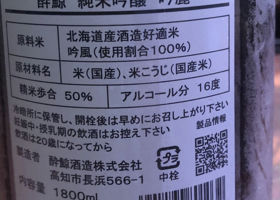 酔鯨 純米吟醸 吟麗
原料米 北海道産酒造好適米
吟風(使用割合100%)
原材料名 米(国産)、米こうじ(国産米)
精米歩合 50% アルコール分 16度
冷暗所に保管し、開栓後は早めにお召し上がり下さい
妊娠中・授乳期の飲酒はお控え下さい
飲酒は20歳になってから
製造者 酔鯨酒造株式会社
高知市長浜566-1
内容量 1800ml
プラ
中栓
製品情報